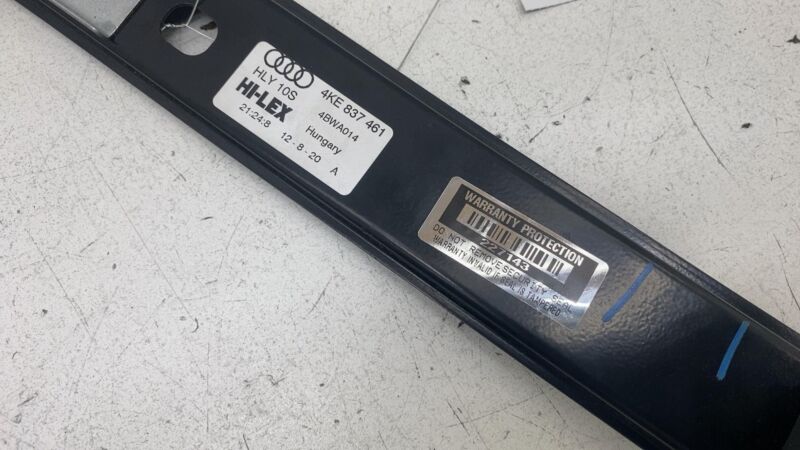 4KE 837 461
HLY 10S
4BWA014
HI-LEX
Hungary
21:24:8 12-8-20 A
WARRANTY PROTECTION
227143
DO NOT REMOVE SECURITY SEAL
WARRANTY INVALID IF SEAL IS TAMPERED